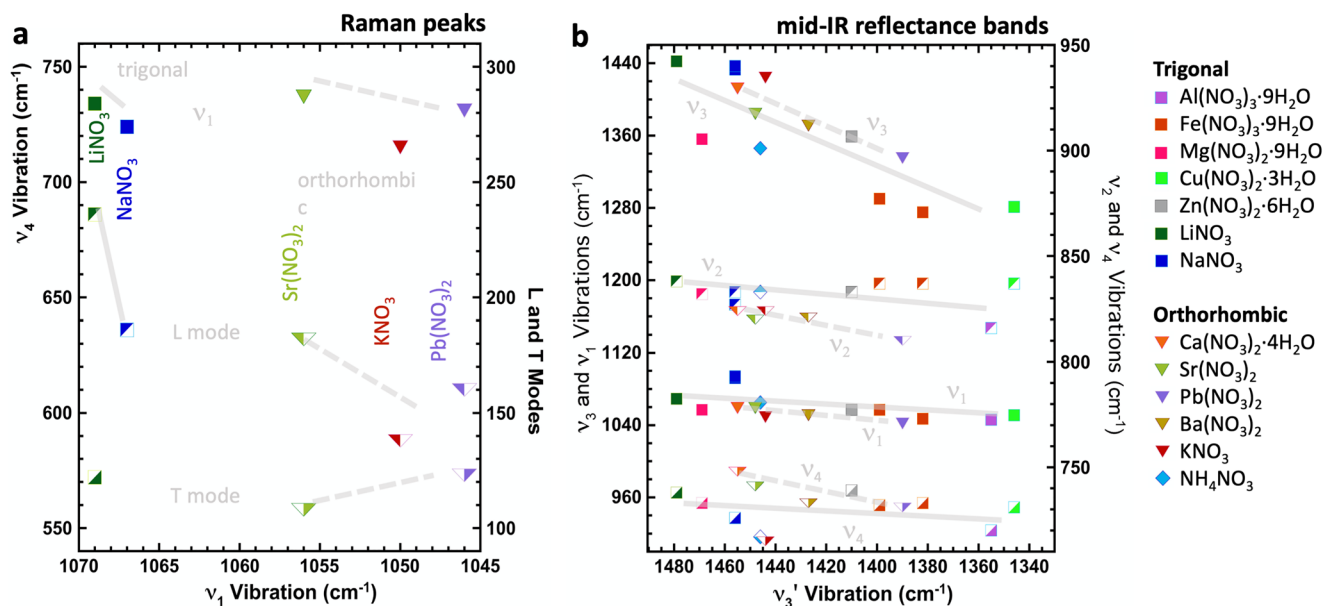 a
Raman peaks
750
700
650
600
550
540
ν4 Vibration (cm-1)
trigonal
ν1
orthorhombi
c
L mode
T mode
LiNO3
NaNO3
Sr(NO3)2
KNO3
Pb(NO3)2
300
250
200
150
100
L and T Modes
1070
1065
1060
1055
1050
1045
ν1 Vibration (cm-1)
b
mid-IR reflectance bands
1440
1360
1280
1200
1120
1040
960
ν3 and ν1 Vibrations (cm-1)
ν3
ν3
ν2
ν2
ν1
ν1
ν4
ν4
950
900
850
800
750
ν2 and ν4 Vibrations (cm-1)
1480
1460
1440
1420
1400
1380
1360
1340
ν3' Vibration (cm-1)
Trigonal
Al(NO3)3·9H2O
Fe(NO3)3·9H2O
Mg(NO3)2·9H2O
Cu(NO3)2·3H2O
Zn(NO3)2·6H2O
LiNO3
NaNO3
Orthorhombic
Ca(NO3)2·4H2O
Sr(NO3)2
Pb(NO3)2
Ba(NO3)2
KNO3
NH4NO3